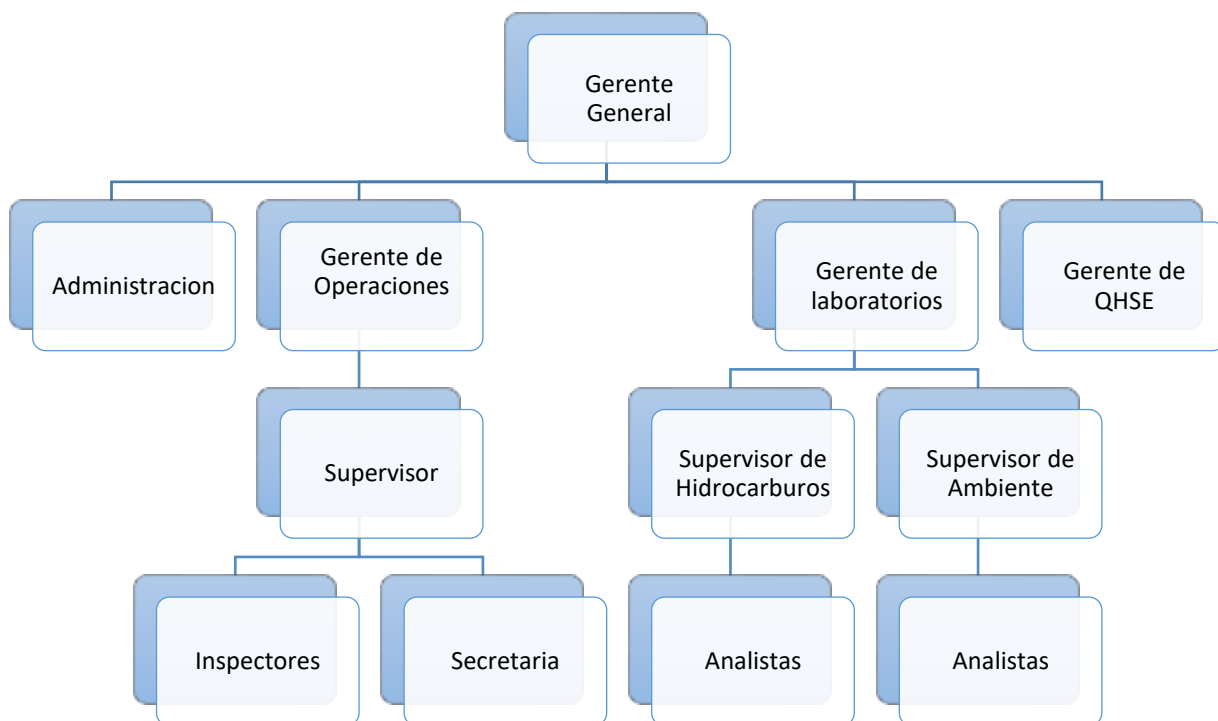 Gerente
General
Administracion
Gerente de
Operaciones
Gerente de
laboratorios
Gerente de
QHSE
Supervisor
Supervisor de
Hidrocarburos
Supervisor de
Ambiente
Inspectores
Secretaria
Analistas
Analistas